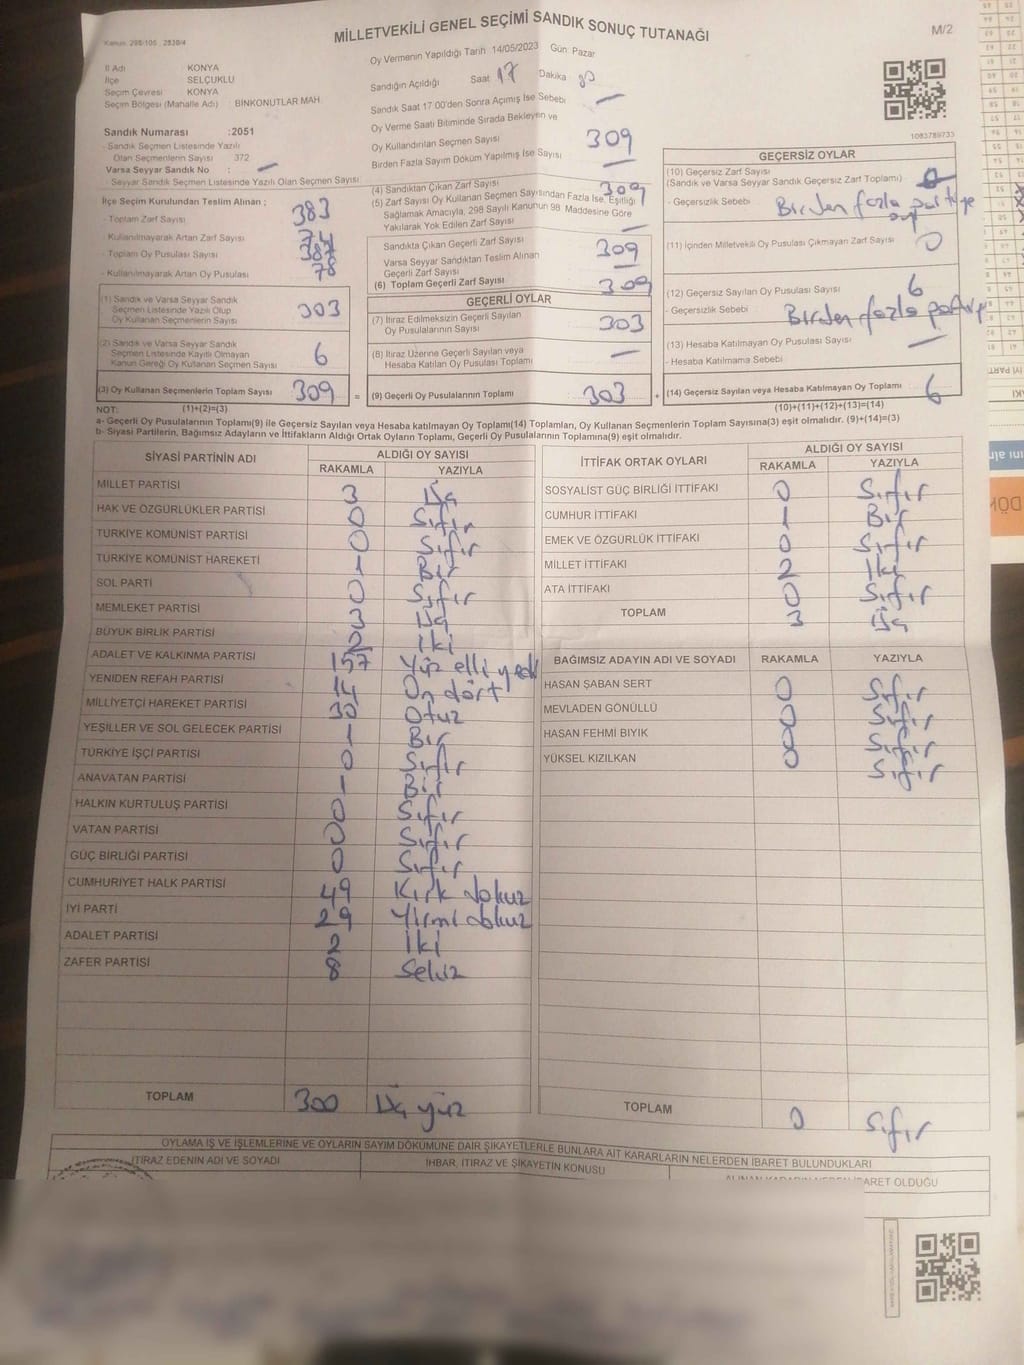 Kanun: 298/105 , 2839/4
MİLLETVEKİLİ GENEL SEÇİMİ SANDIK SONUÇ TUTANAĞI
M/2
İl Adı KONYA
İlçe SELÇUKLU
Seçim Çevresi KONYA
Seçim Bölgesi (Mahalle Adı) : BİNKONUTLAR MAH.
Sandık Numarası :2051
- Sandık Seçmen Listesinde Yazılı
Olan Seçmenlerin Sayısı 372
Varsa Seyyar Sandık No : —
- Seyyar Sandık Seçmen Listesinde Yazılı Olan Seçmen Sayısı
İlçe Seçim Kurulundan Teslim Alınan ;
- Toplam Zarf Sayısı 383
- Kullanılmayarak Artan Zarf Sayısı 74
- Toplam Oy Pusulası Sayısı 387
- Kullanılmayarak Artan Oy Pusulası 78
(1) Sandık ve Varsa Seyyar Sandık
Seçmen Listesinde Yazılı Olup
Oy Kullanan Seçmenlerin Sayısı 303
(2) Sandık ve Varsa Seyyar Sandık
Seçmen Listesinde Kayıtlı Olmayan
Kanun Gereği Oy Kullanan Seçmen Sayısı 6
(3) Oy Kullanan Seçmenlerin Toplam Sayısı 309 =
Oy Vermenin Yapıldığı Tarih 14/05/2023 Gün: Pazar
Sandığın Açıldığı Saat 17 Dakika
Sandık Saat 17.00'den Sonra Açılmış İse Sebebi —
Oy Verme Saati Bitiminde Sırada Bekleyen ve
Oy Kullandırılan Seçmen Sayısı 309
Birden Fazla Sayım Döküm Yapılmış İse Sayısı —
(4) Sandıktan Çıkan Zarf Sayısı 309
(5) Zarf Sayısı Oy Kullanan Seçmen Sayısından Fazla İse, Eşitliği
Sağlamak Amacıyla, 298 Sayılı Kanunun 98. Maddesine Göre
Yakılarak Yok Edilen Zarf Sayısı
Sandıkta Çıkan Geçerli Zarf Sayısı 309
Varsa Seyyar Sandıktan Teslim Alınan
Geçerli Zarf Sayısı —
(6) Toplam Geçerli Zarf Sayısı 309
GEÇERLİ OYLAR
(7) İtiraz Edilmeksizin Geçerli Sayılan
Oy Pusulalarının Sayısı 303
(8) İtiraz Üzerine Geçerli Sayılan veya
Hesaba Katılan Oy Pusulası Toplamı —
(9) Geçerli Oy Pusulalarının Toplamı 303 +
1083789733
GEÇERSİZ OYLAR
(10) Geçersiz Zarf Sayısı
(Sandık ve Varsa Seyyar Sandık Geçersiz Zarf Toplamı)
- Geçersizlik Sebebi Birden fazla partiye oy
(11) İçinden Milletvekili Oy Pusulası Çıkmayan Zarf Sayısı 0
(12) Geçersiz Sayılan Oy Pusulası Sayısı 6
- Geçersizlik Sebebi Birden fazla
(13) Hesaba Katılmayan Oy Pusulası Sayısı —
- Hesaba Katılmama Sebebi
(14) Geçersiz Sayılan veya Hesaba Katılmayan Oy Toplamı 6
NOT: (1)+(2)=(3) (10)+(11)+(12)+(13)=(14)
a- Geçerli Oy Pusulalarının Toplamı(9) ile Geçersiz Sayılan veya Hesaba katılmayan Oy Toplamı(14) Toplamları, Oy Kullanan Seçmenlerin Toplam Sayısına(3) eşit olmalıdır. (9)+(14)=(3)
b- Siyasi Partilerin, Bağımsız Adayların ve İttifakların Aldığı Ortak Oyların Toplamı, Geçerli Oy Pusulalarının Toplamına(9) eşit olmalıdır.
SİYASİ PARTİNİN ADI ALDIĞI OY SAYISI
RAKAMLA YAZIYLA
MİLLET PARTİSİ 3 Üç
HAK VE ÖZGÜRLÜKLER PARTİSİ 0 Sıfır
TÜRKİYE KOMÜNİST PARTİSİ 0 Sıfır
TÜRKİYE KOMÜNİST HAREKETİ 1 Bir
SOL PARTİ 0 Sıfır
MEMLEKET PARTİSİ 3 Üç
BÜYÜK BİRLİK PARTİSİ 2 İki
ADALET VE KALKINMA PARTİSİ 157 Yüz elli yedi
YENİDEN REFAH PARTİSİ 14 On dört
MİLLİYETÇİ HAREKET PARTİSİ 30 Otuz
YEŞİLLER VE SOL GELECEK PARTİSİ 1 Bir
TÜRKİYE İŞÇİ PARTİSİ 0 Sıfır
ANAVATAN PARTİSİ 1 Bir
HALKIN KURTULUŞ PARTİSİ 0 Sıfır
VATAN PARTİSİ 0 Sıfır
GÜÇ BİRLİĞİ PARTİSİ 0 Sıfır
CUMHURİYET HALK PARTİSİ 49 Kırk dokuz
İYİ PARTİ 29 Yirmi dokuz
ADALET PARTİSİ 2 İki
ZAFER PARTİSİ 8 Sekiz
TOPLAM 300 Üç yüz
İTTİFAK ORTAK OYLARI ALDIĞI OY SAYISI
RAKAMLA YAZIYLA
SOSYALİST GÜÇ BİRLİĞİ İTTİFAKI 0 Sıfır
CUMHUR İTTİFAKI 1 Bir
EMEK VE ÖZGÜRLÜK İTTİFAKI 0 Sıfır
MİLLET İTTİFAKI 2 İki
ATA İTTİFAKI 0 Sıfır
TOPLAM 3 Üç
BAĞIMSIZ ADAYIN ADI VE SOYADI RAKAMLA YAZIYLA
HASAN ŞABAN SERT 0 Sıfır
MEVLADEN GÖNÜLLÜ 0 Sıfır
HASAN FEHMİ BIYIK 0 Sıfır
YÜKSEL KIZILKAN 0 Sıfır
TOPLAM 0 Sıfır
OYLAMA İŞ VE İŞLEMLERİNE VE OYLARIN SAYIM DÖKÜMÜNE DAİR ŞİKAYETLERLE BUNLARA AİT KARARLARIN NELERDEN İBARET BULUNDUKLARI
İTİRAZ EDENİN ADI VE SOYADI İHBAR, İTİRAZ VE ŞİKAYETİN KONUSU